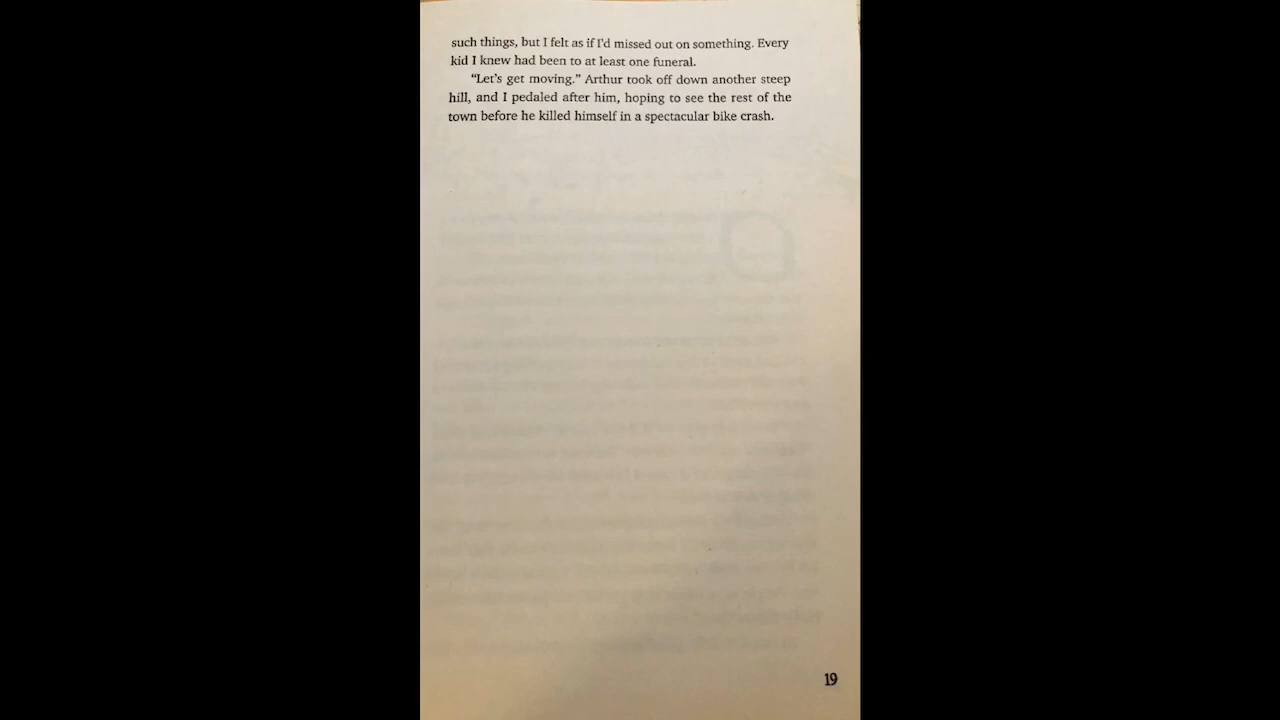 such things, but I felt as if I'd missed out on something. Every
kid I knew had been to at least one funeral.
“Let's get moving.” Arthur took off down another steep
hill, and I pedaled after him, hoping to see the rest of the
town before he killed himself in a spectacular bike crash.
19